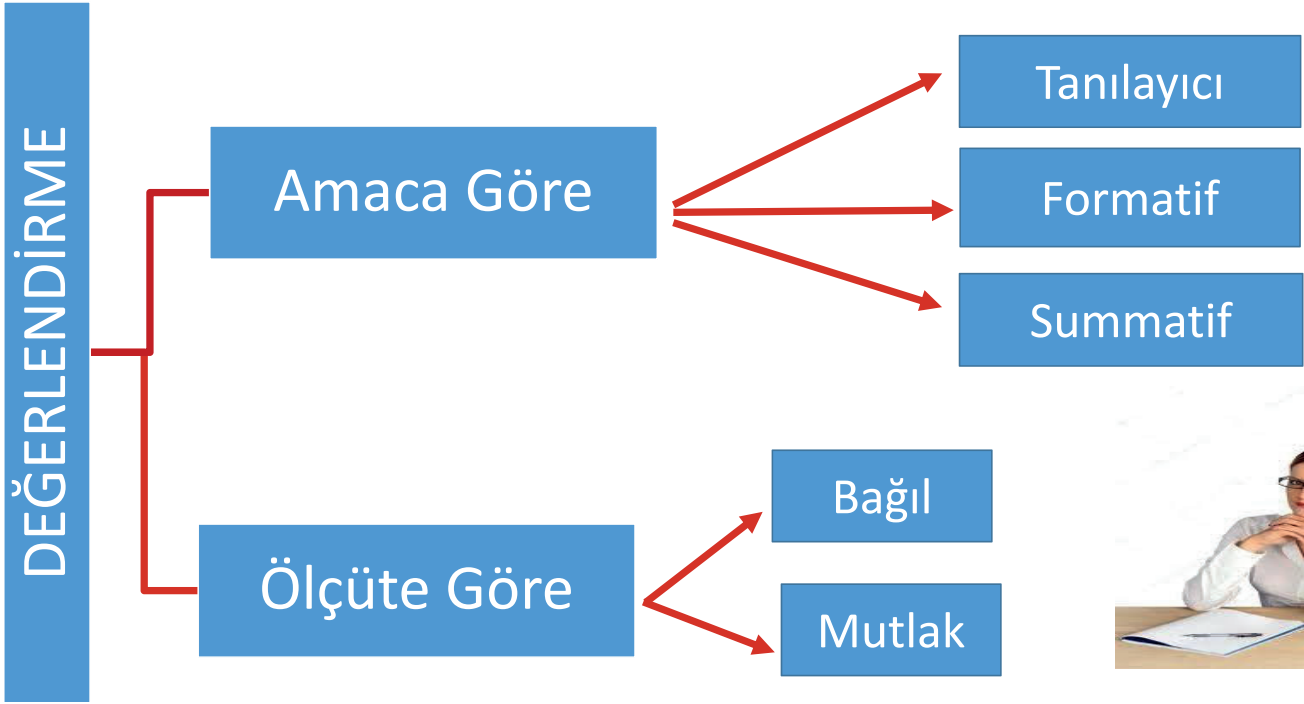 DEĞERLENDİRME
Amaca Göre
Tanılayıcı
Formatif
Summatif
Ölçüte Göre
Bağıl
Mutlak